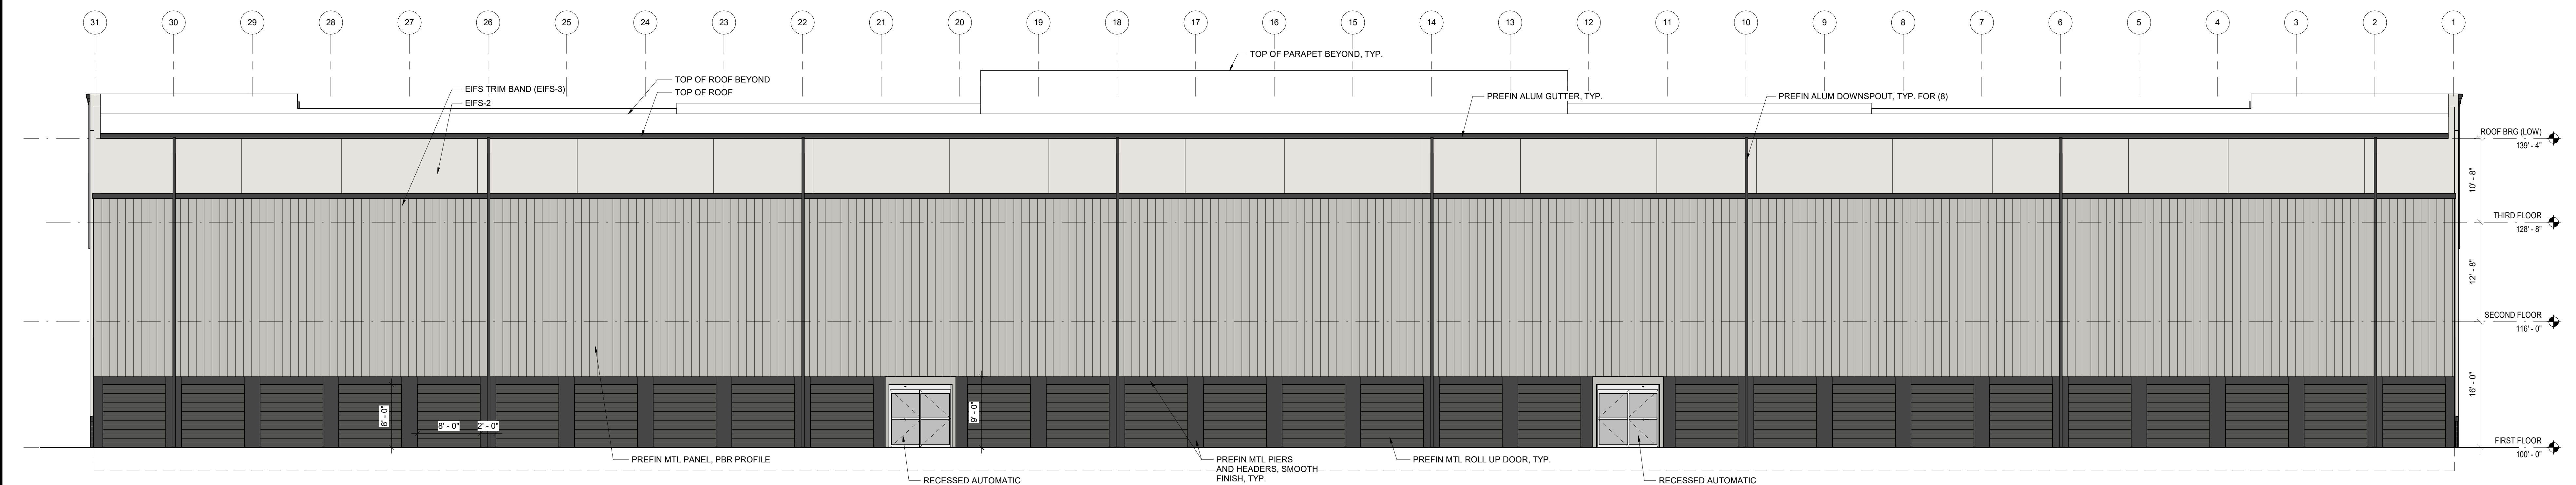 31
30
29
28
27
26
25
24
23
22
21
20
19
18
17
16
15
14
13
12
11
10
9
8
7
6
5
4
3
2
1
TOP OF PARAPET BEYOND, TYP.
TOP OF ROOF BEYOND
EIFS TRIM BAND (EIFS-3)
TOP OF ROOF
PREFIN ALUM GUTTER, TYP.
PREFIN ALUM DOWNSPOUT, TYP. FOR (8)
EIFS-2
ROOF BRG (LOW)
139' - 4"
10' - 8"
THIRD FLOOR
128' - 8"
12' - 8"
SECOND FLOOR
116' - 0"
16' - 0"
8' - 0"
8' - 0"
2' - 0"
9' - 0"
FIRST FLOOR
100' - 0"
PREFIN MTL PANEL, PBR PROFILE
PREFIN MTL PIERS
AND HEADERS, SMOOTH
FINISH, TYP.
PREFIN MTL ROLL UP DOOR, TYP.
RECESSED AUTOMATIC
RECESSED AUTOMATIC